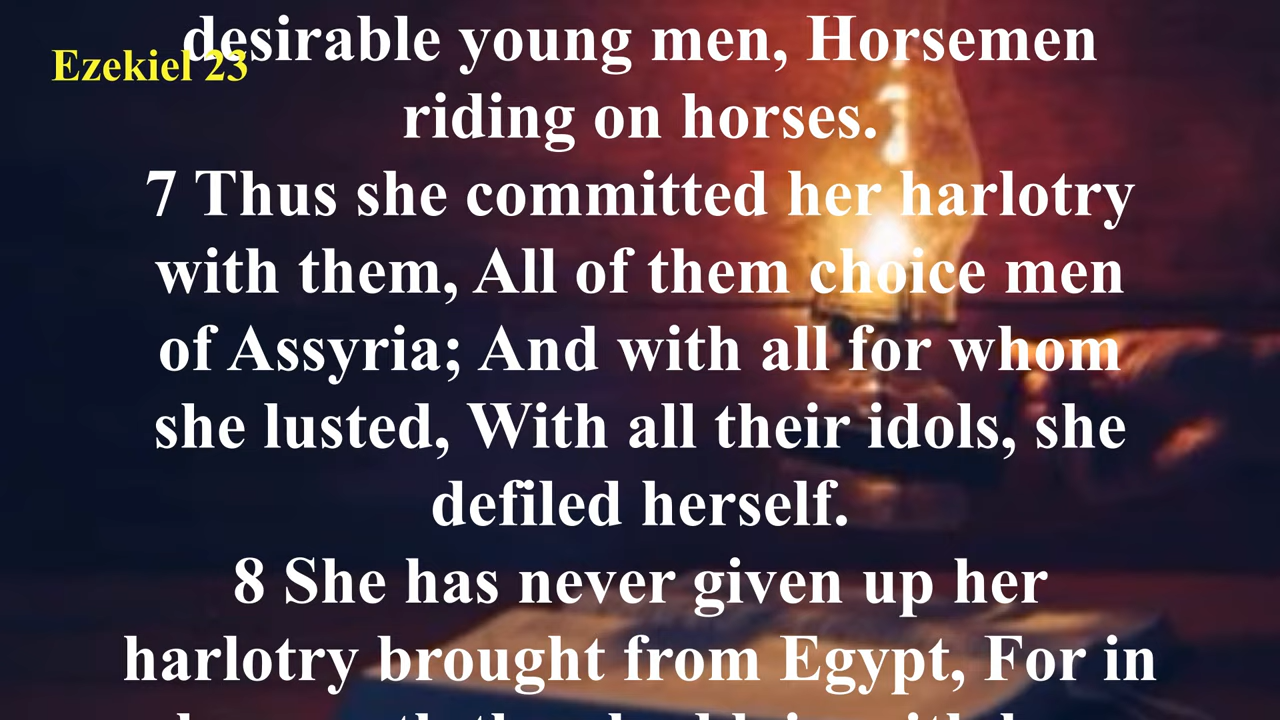 desirable young men, Horsemen
Ezekiel 23
riding on horses.
7 Thus she committed her harlotry
with them, All of them choice men
of Assyria; And with all for whom
she lusted, With all their idols, she
defiled herself.
8 She has never given up her
harlotry brought from Egypt, For in